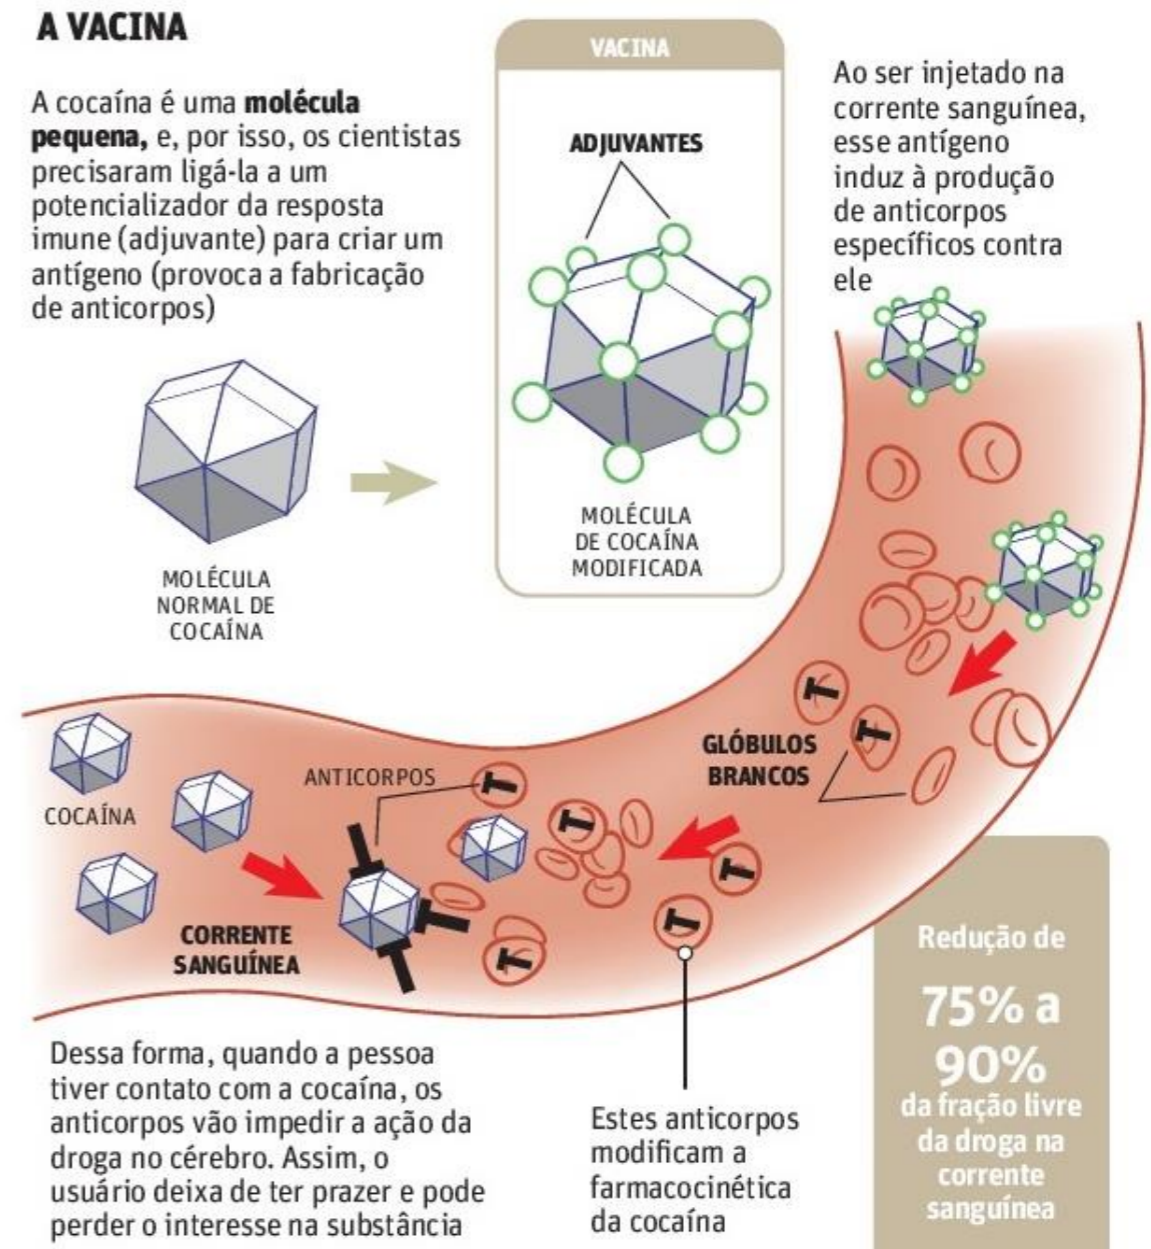 A VACINA
A cocaína é uma molécula
pequena, e, por isso, os cientistas
precisaram ligá-la a um
potencializador da resposta
imune (adjuvante) para criar um
antígeno (provoca a fabricação
de anticorpos)
MOLÉCULA
NORMAL DE
COCAÍNA
VACINA
ADJUVANTES
MOLÉCULA
DE COCAÍNA
MODIFICADA
Ao ser injetado na
corrente sanguínea,
esse antígeno
induz à produção
de anticorpos
específicos contra
ele
GLÓBULOS
BRANCOS
ANTICORPOS
COCAÍNA
CORRENTE
SANGUÍNEA
Dessa forma, quando a pessoa
tiver contato com a cocaína, os
anticorpos vão impedir a ação da
droga no cérebro. Assim, o
usuário deixa de ter prazer e pode
perder o interesse na substância
Estes anticorpos
modificam a
farmacocinética
da cocaína
Redução de
75% a
90%
da fração livre
da droga na
corrente
sanguínea